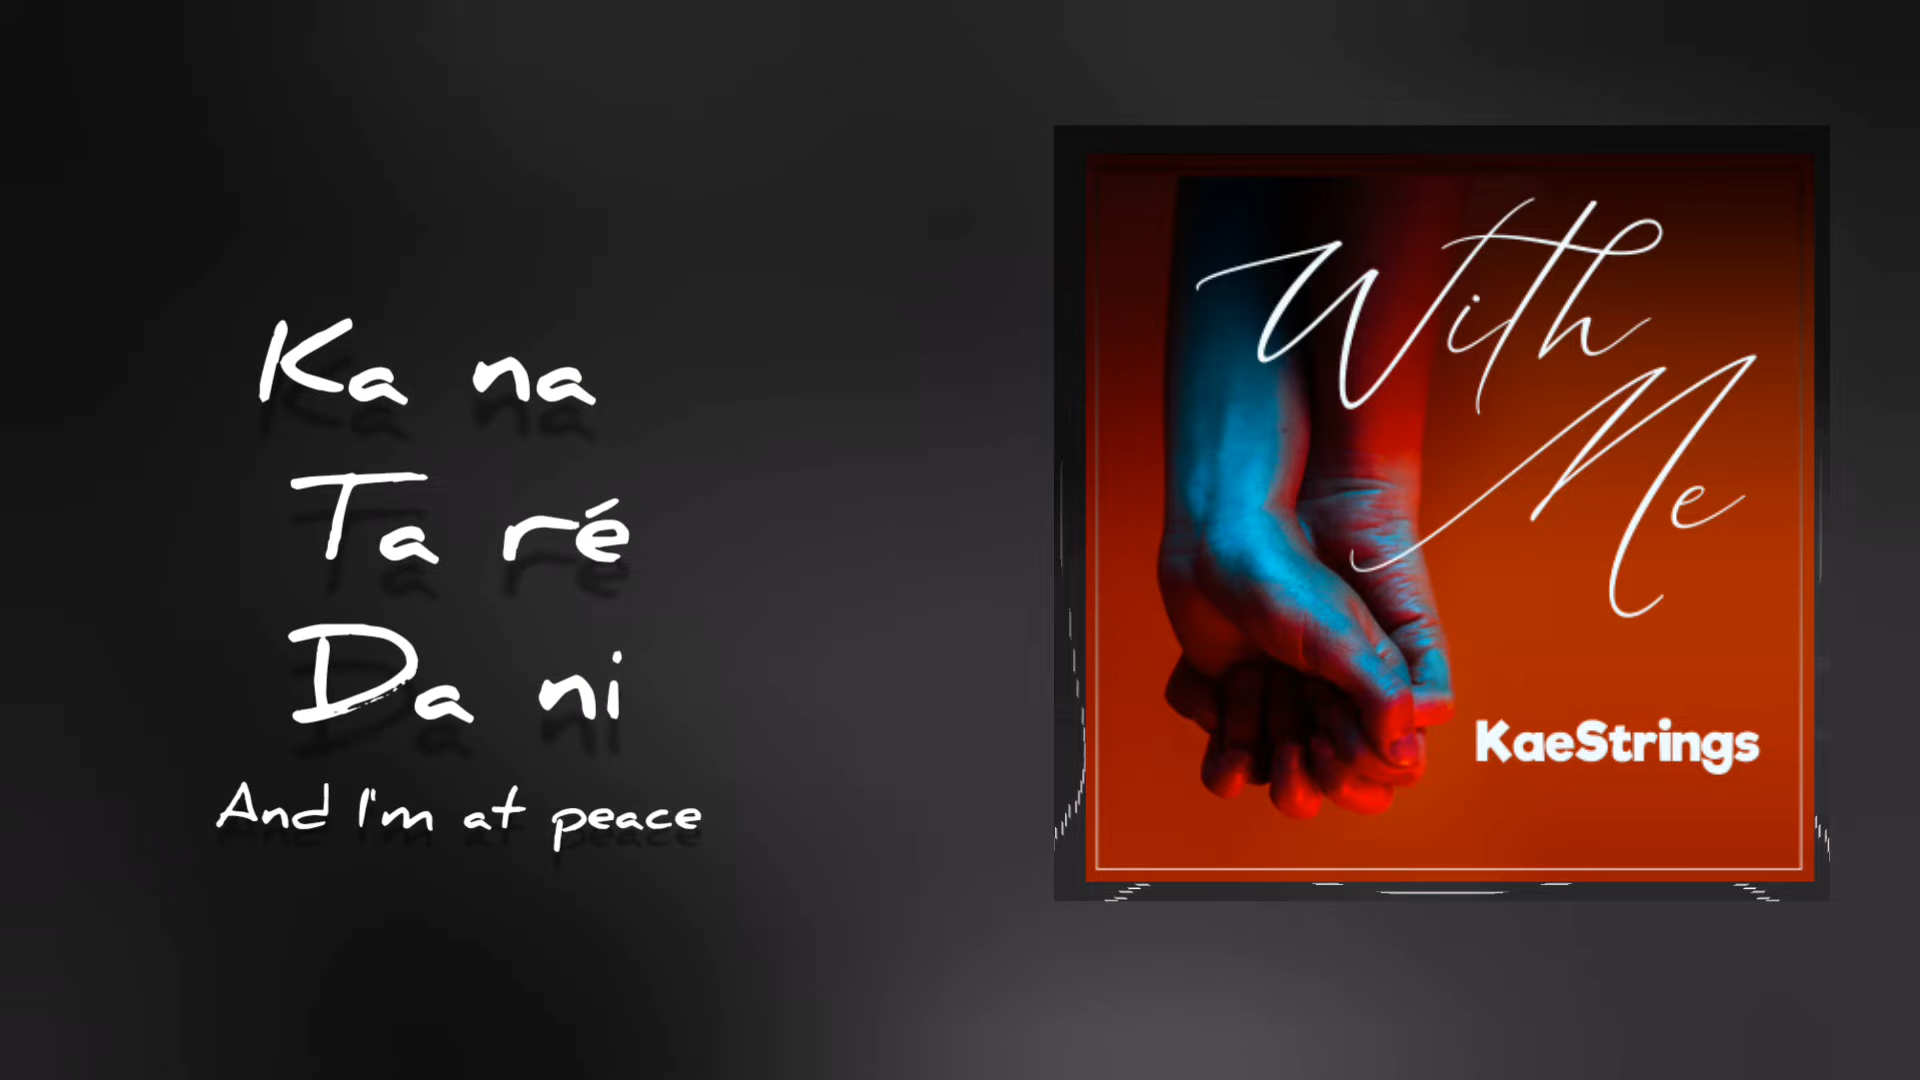 Ka na
Ta ré
Da ni
And I'm at peace
With
Me
KaeStrings